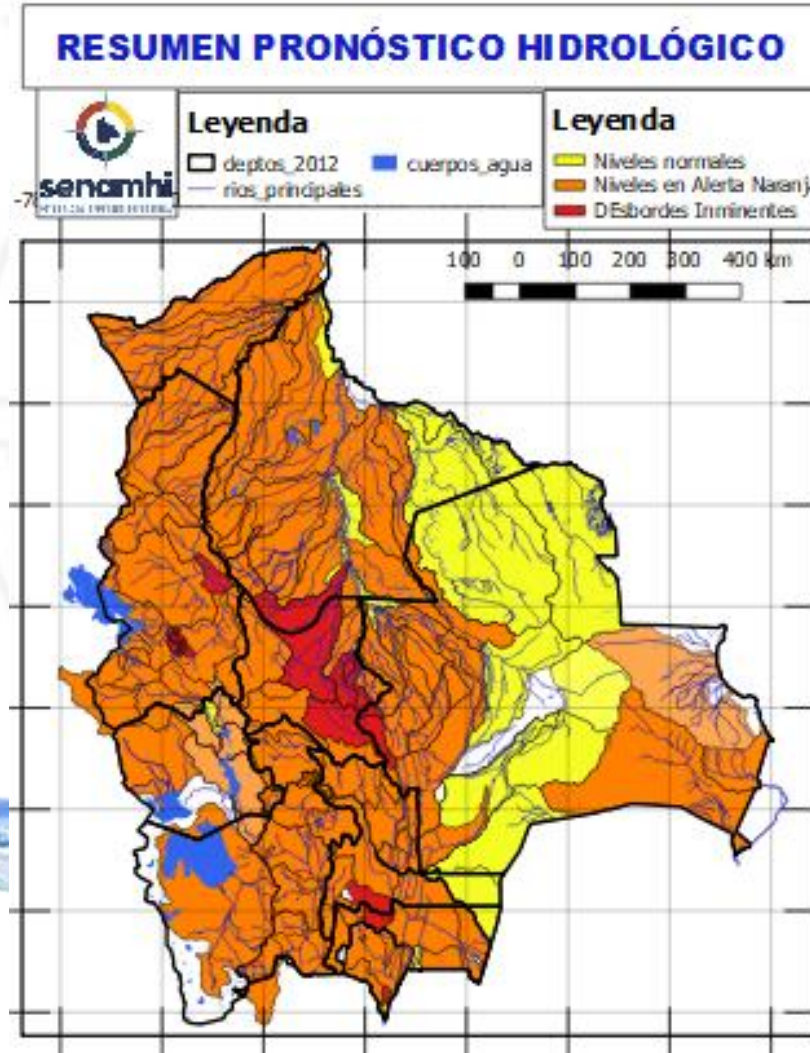 RESUMEN PRONÓSTICO HIDROLÓGICO
Leyenda
deptos_2012
cuerpos_agua
rios_principales
Leyenda
Niveles normales
Niveles en Alerta Naranj
DEsbordes Inminentes
senamhi
-7
100 0 100 200 300 400 km